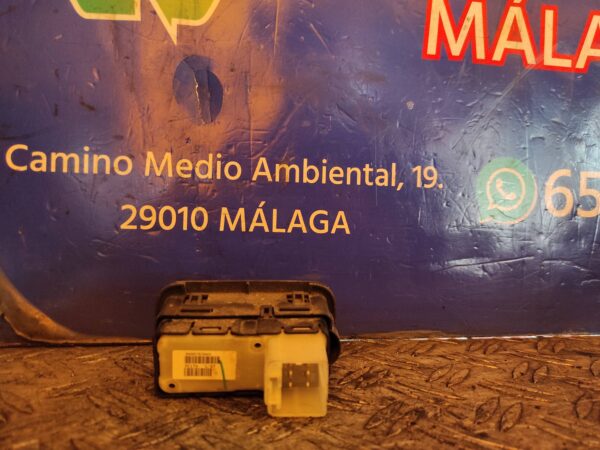 MÁLA
Camino Medio Ambiental, 19.
29010 MÁLAGA
65